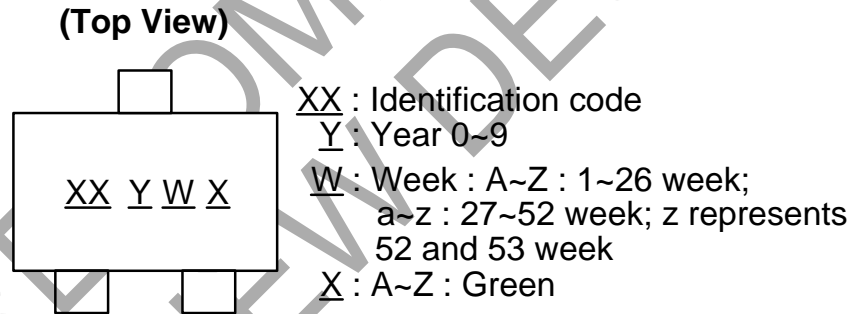 (Top View)
XX : Identification code
Y : Year 0~9
XX Y W X
W : Week : A~Z : 1~26 week;
a~z : 27~52 week; z represents
52 and 53 week
X : A~Z : Green